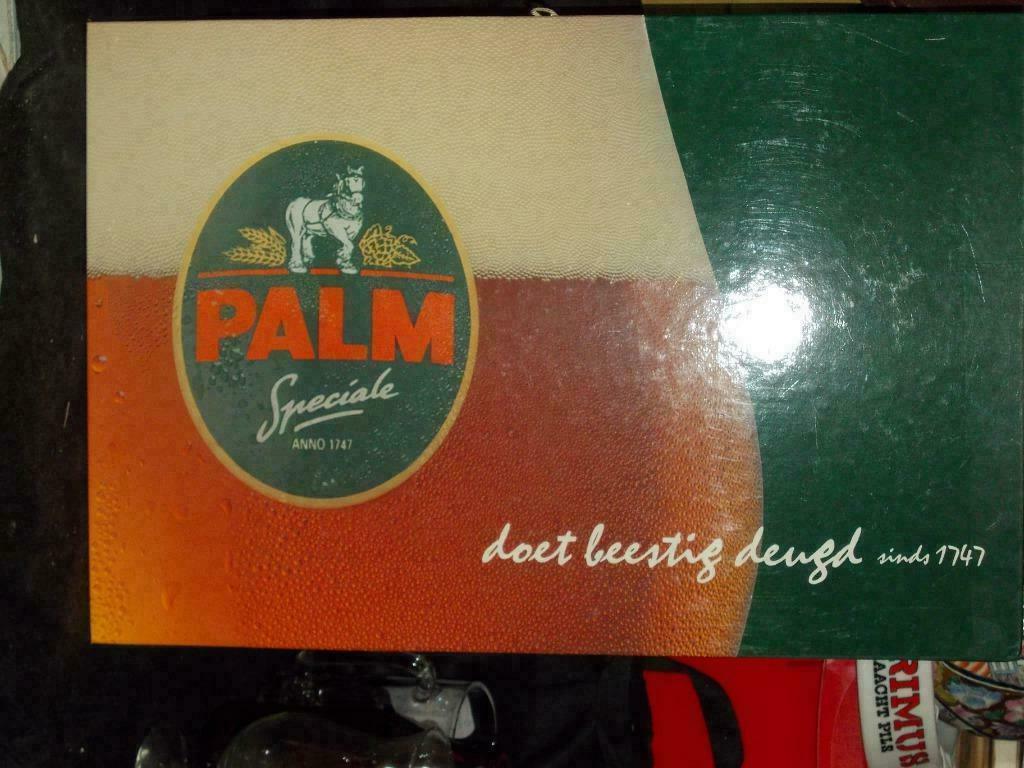 PALM
Speciale
ANNO 1747
doet beestig deugd sinds 1747
RIMUS
AACHT PILS